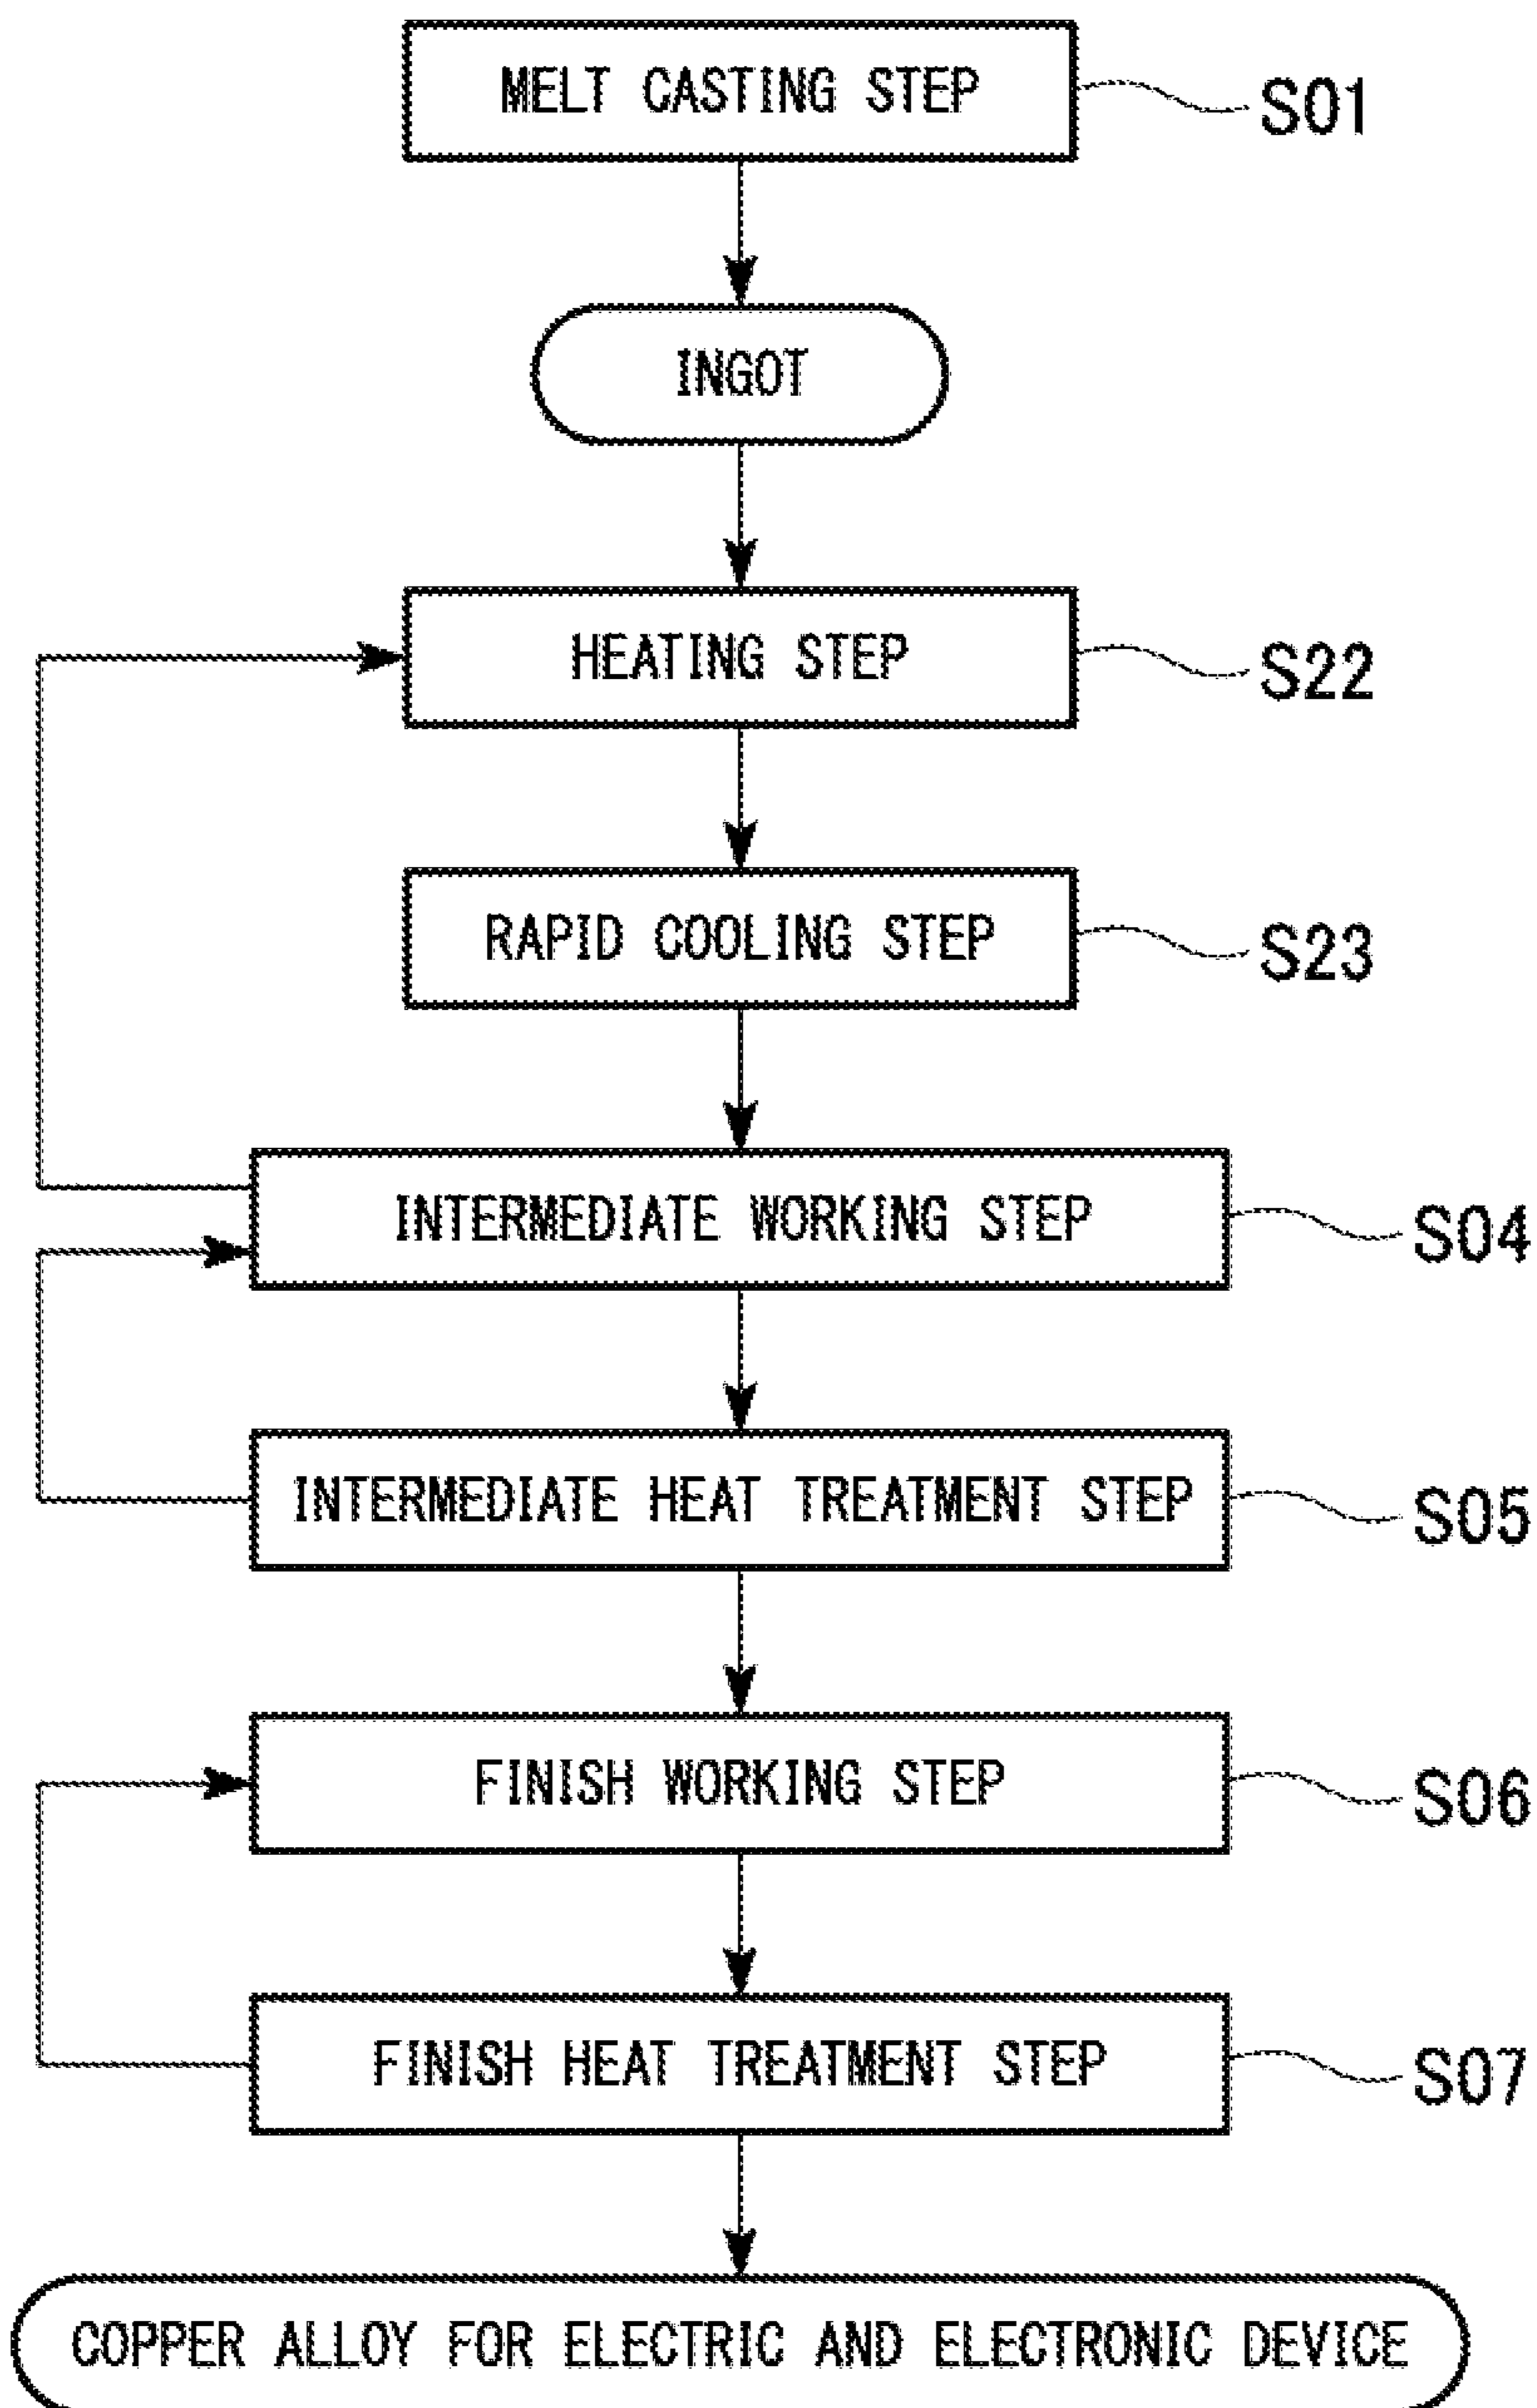 MELT CASTING STEP
S01
INGOT
HEATING STEP
S22
RAPID COOLING STEP
S23
INTERMEDIATE WORKING STEP
S04
INTERMEDIATE HEAT TREATMENT STEP
S05
FINISH WORKING STEP
S06
FINISH HEAT TREATMENT STEP
S07
COPPER ALLOY FOR ELECTRIC AND ELECTRONIC DEVICE